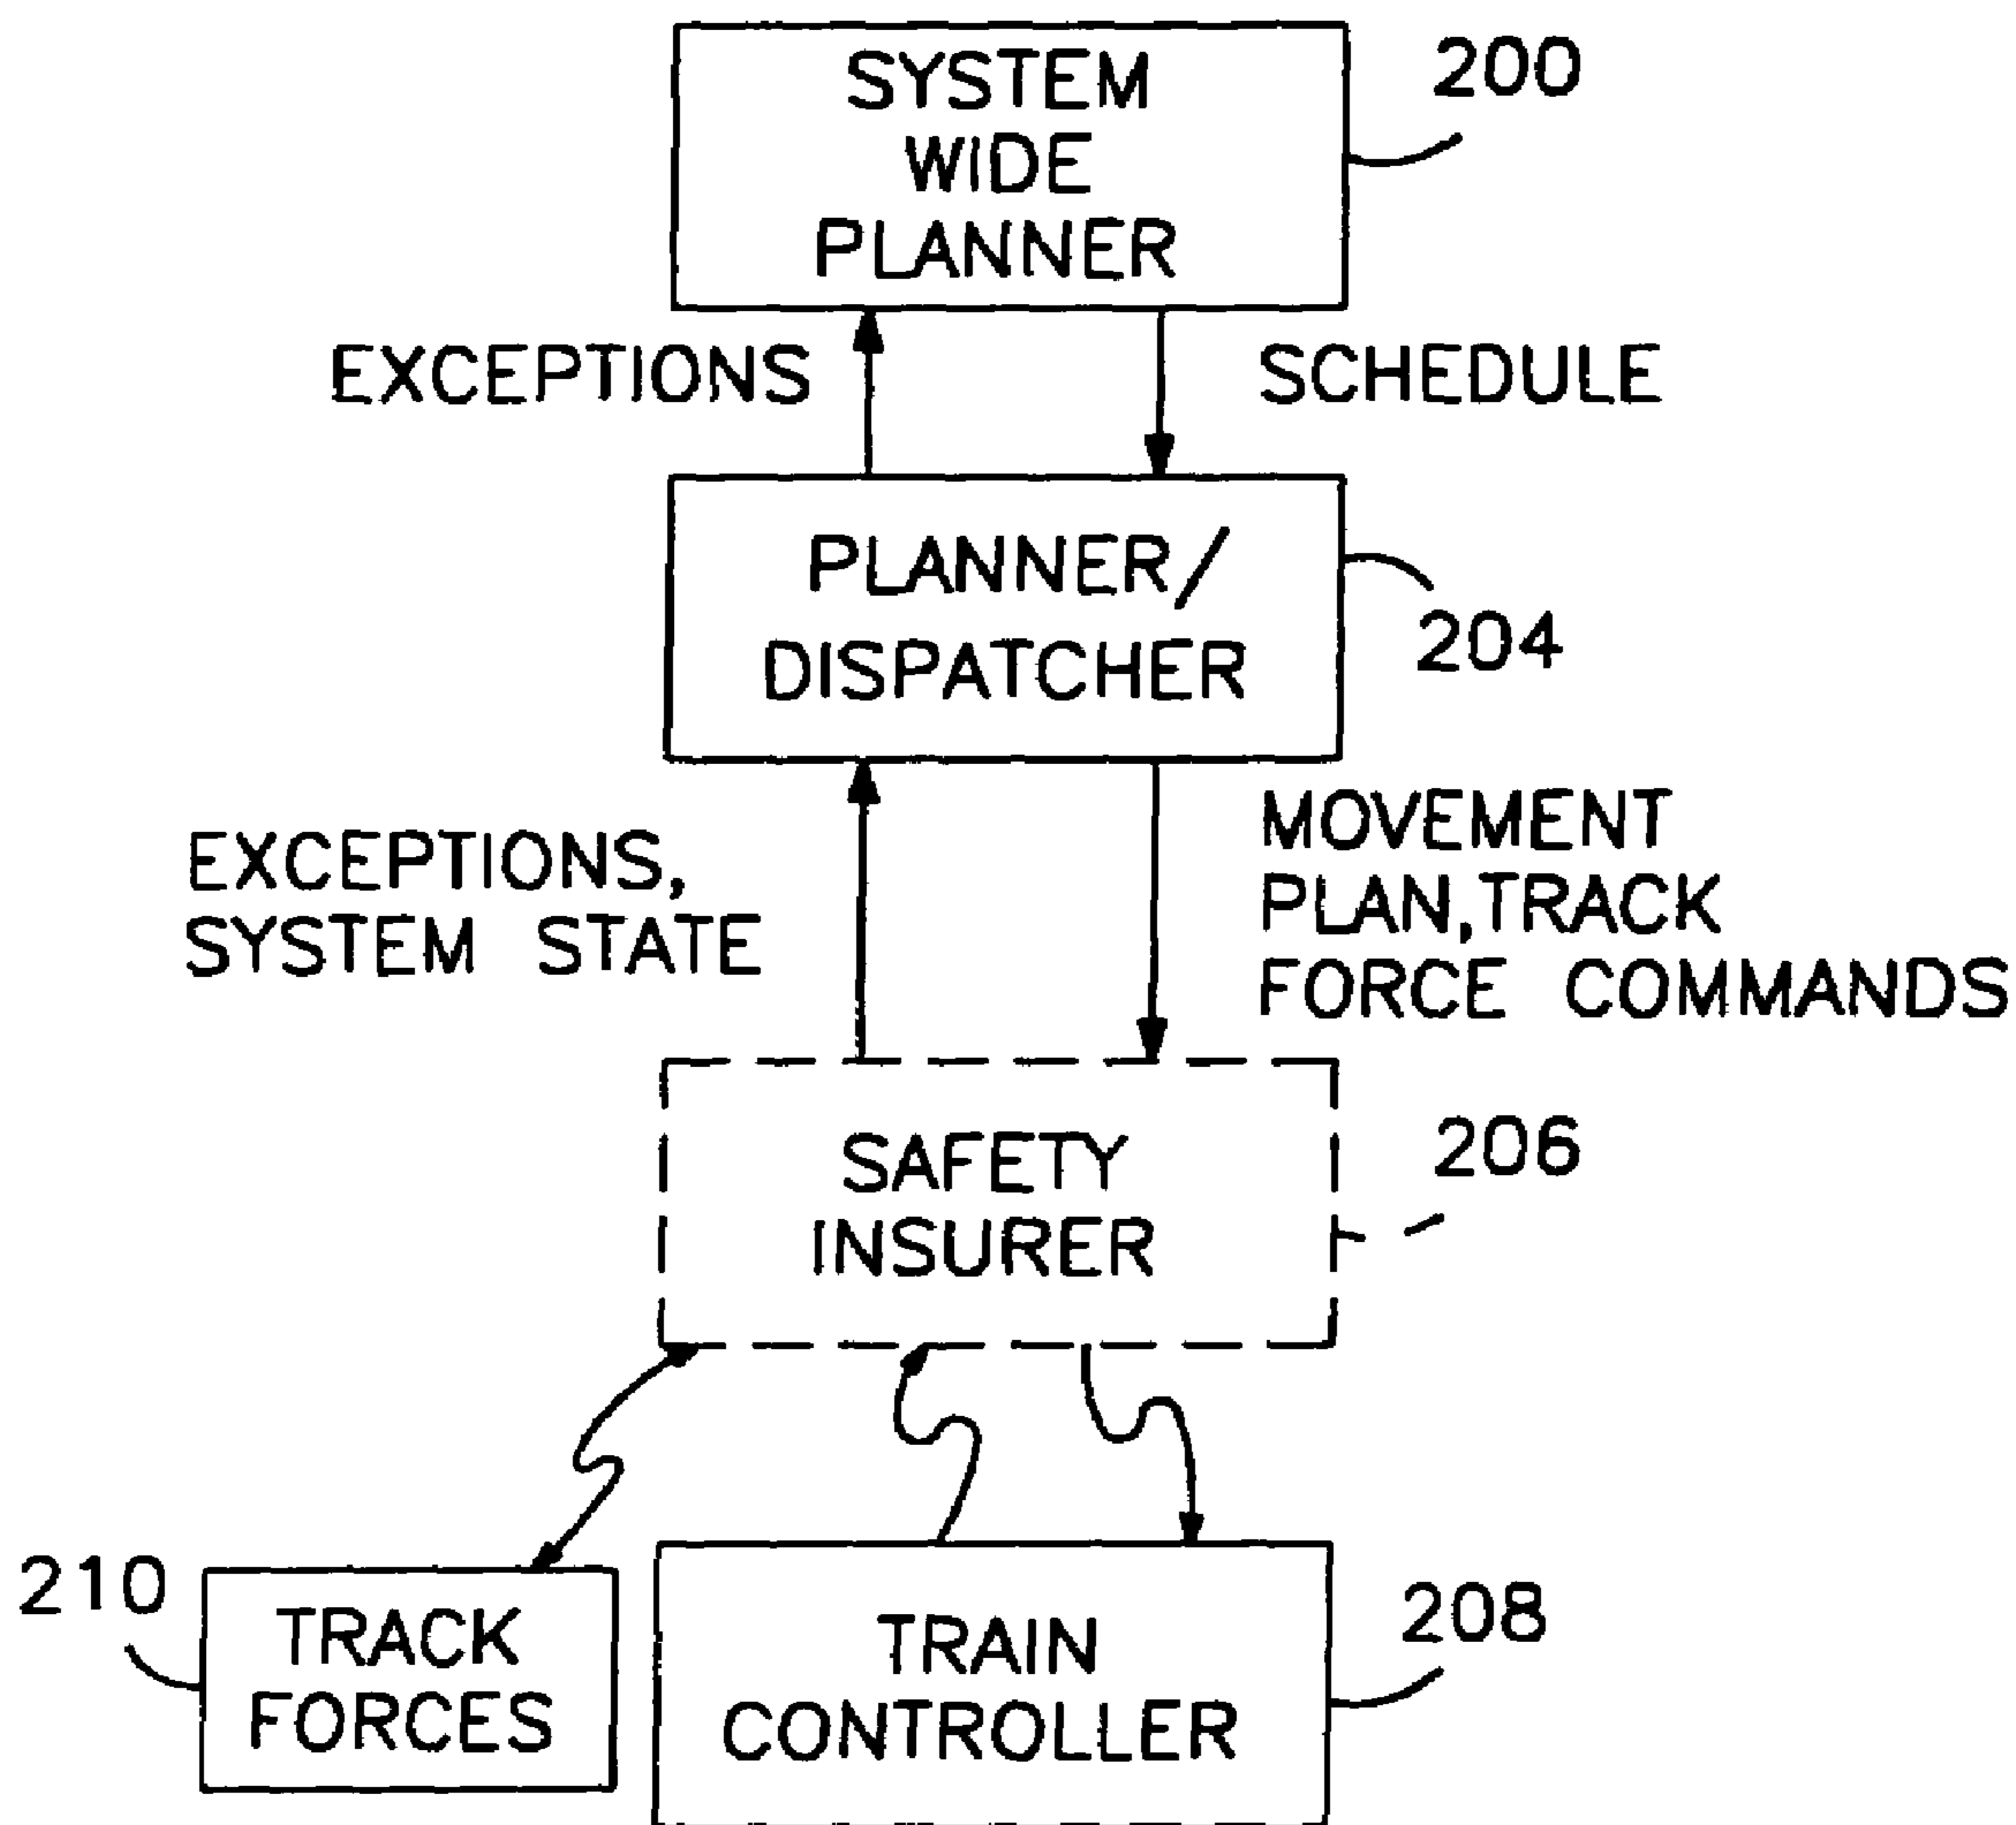 SYSTEM
WIDE
PLANNER
200
EXCEPTIONS
SCHEDULE
PLANNER/
DISPATCHER
204
EXCEPTIONS,
SYSTEM STATE
MOVEMENT
PLAN,TRACK
FORCE COMMANDS
SAFETY
INSURER
206
210
TRACK
FORCES
TRAIN
CONTROLLER
208